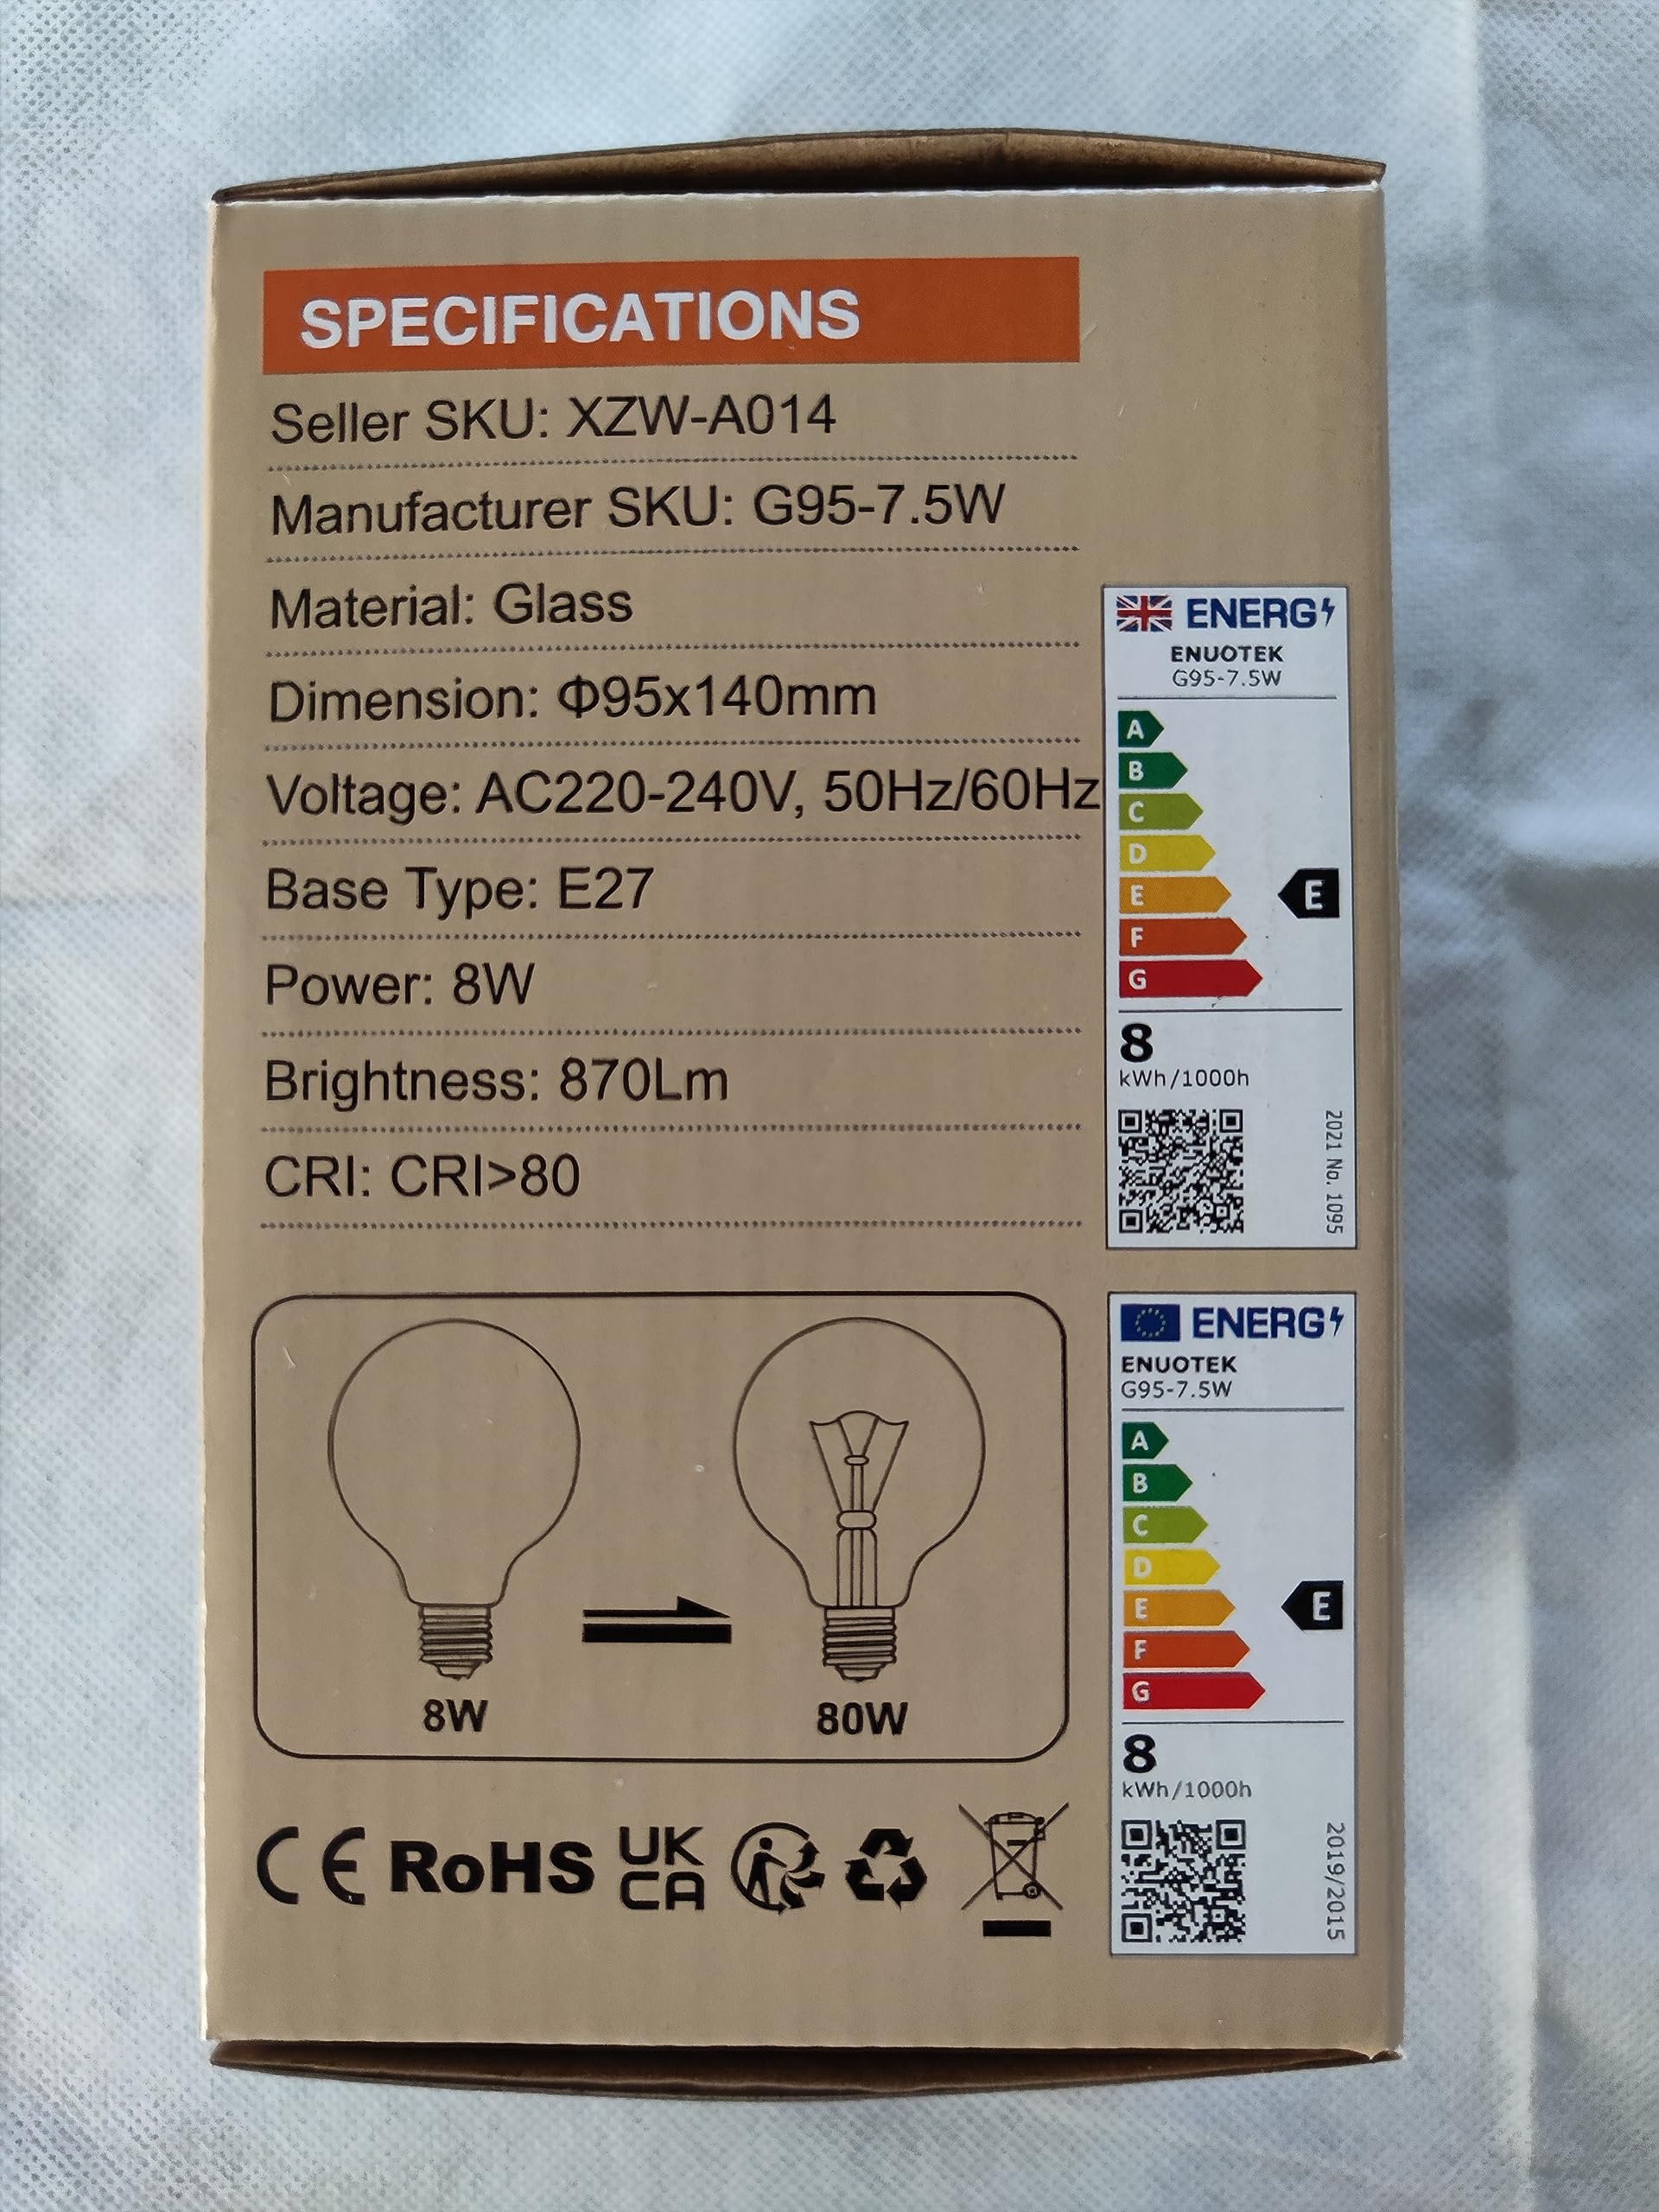 SPECIFICATIONS
Seller SKU: XZW-A014
Manufacturer SKU: G95-7.5W
Material: Glass
Dimension: Φ95x140mm
Voltage: AC220-240V, 50Hz/60Hz
Base Type: E27
Power: 8W
Brightness: 870Lm
CRI: CRI>80
8W
80W
CE RoHS UK
CA
ENERG
ENUOTEK
G95-7.5W
A
B
C
D
E E
F
G
8
kWh/1000h
2021 No. 1095
ENERG
ENUOTEK
G95-7.5W
A
B
C
D
E E
F
G
8
kWh/1000h
2019/2015